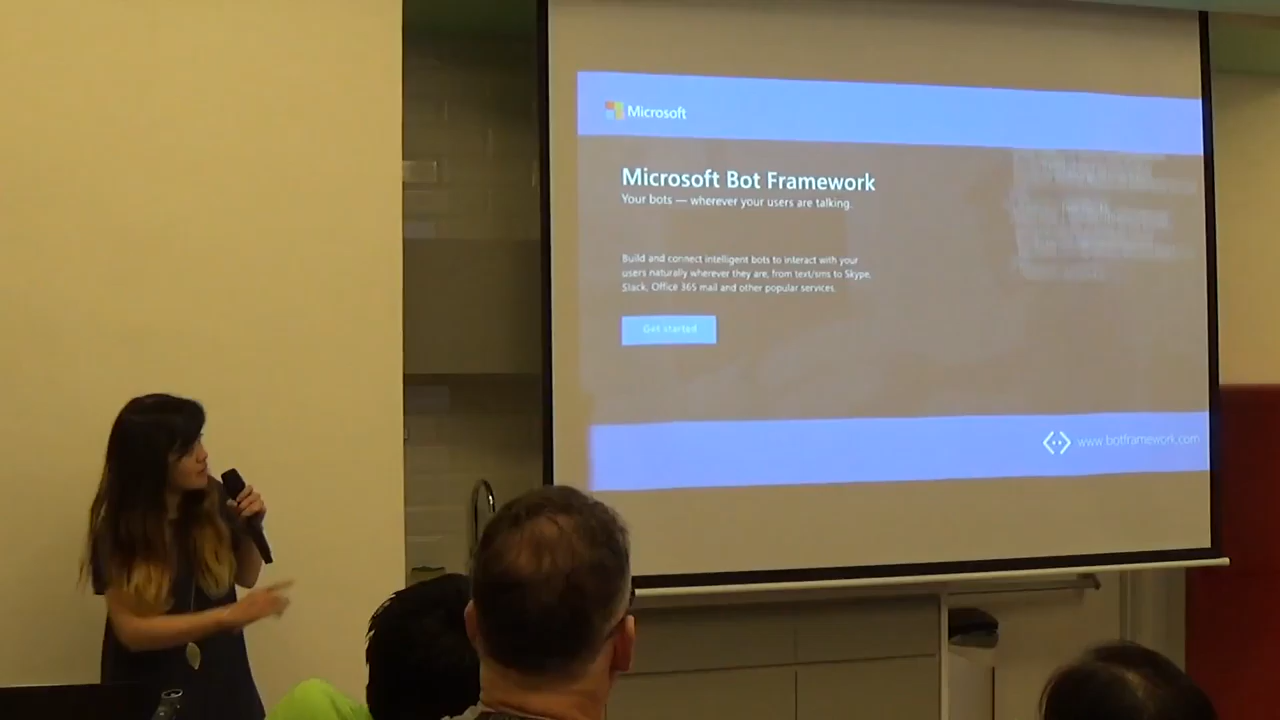 Microsoft
Microsoft Bot Framework
Your bots — wherever your users are talking.
Build and connect intelligent bots to interact with your
users naturally wherever they are, from text/sms to Skype,
Slack, Office 365 mail and other popular services.
Get started
www.botframework.com